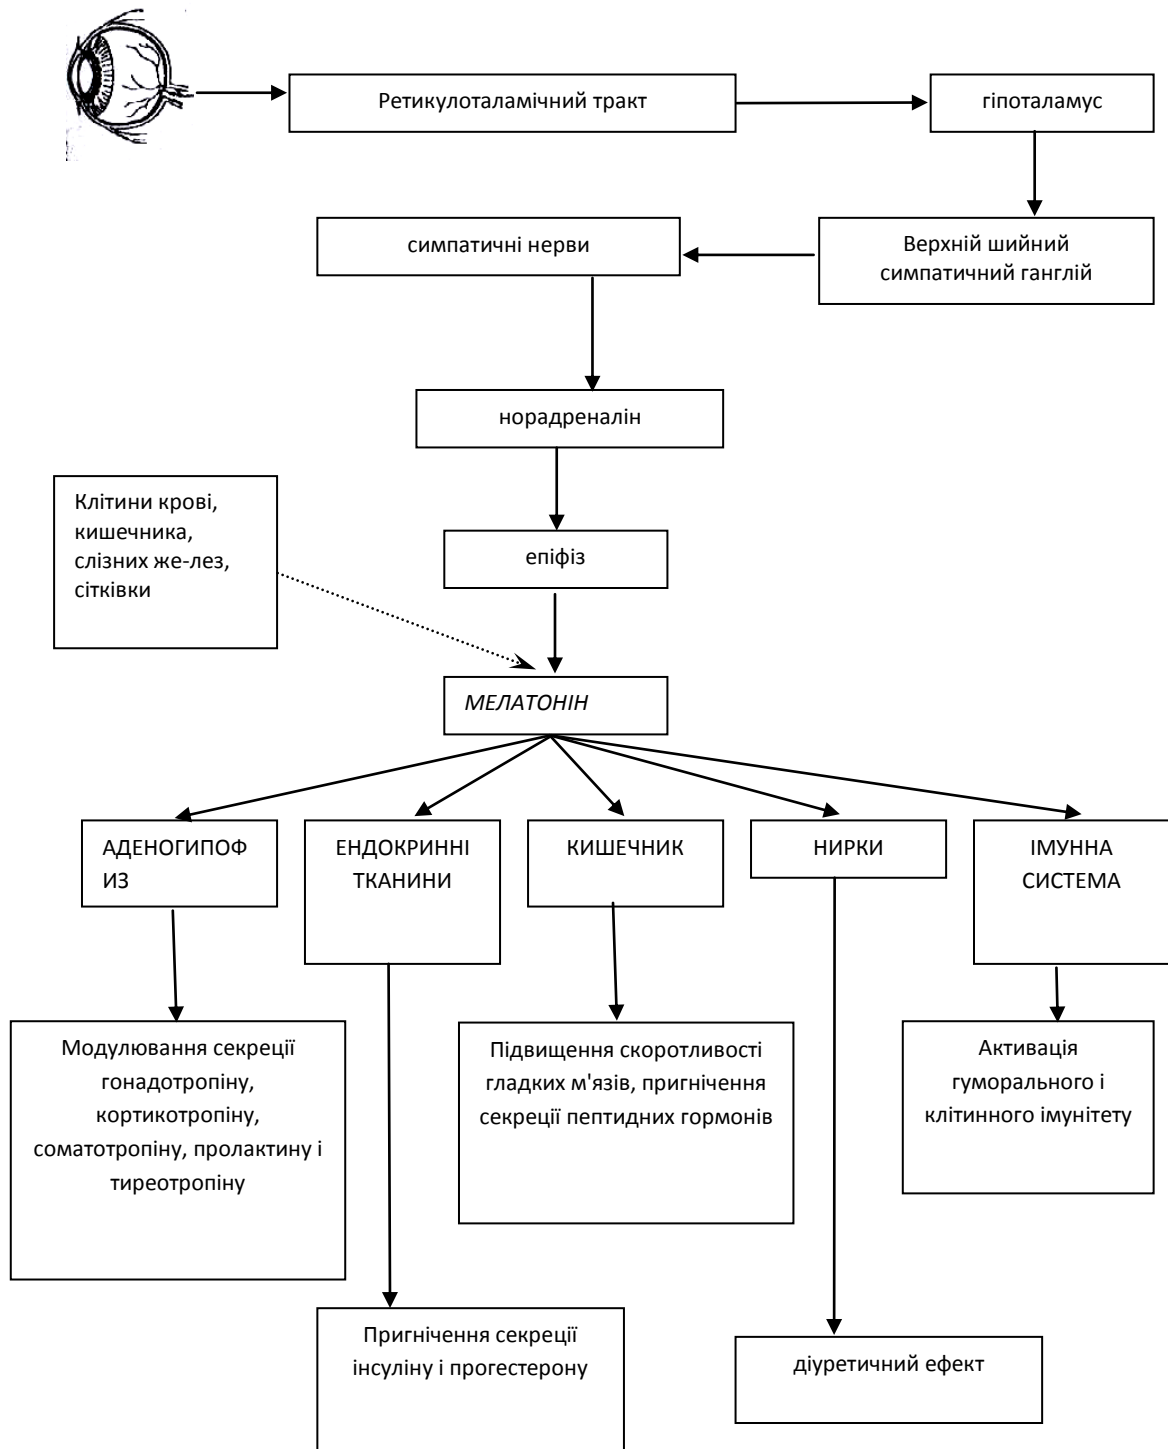 Ретикулоталамічний тракт
гіпоталамус
Верхній шийний
симпатичний ганглій
симпатичні нерви
норадреналін
Клітини крові,
кишечника,
слізних же-лез,
сітківки
епіфіз
МЕЛАТОНІН
АДЕНОГИПОФ
ИЗ
ЕНДОКРИННІ
ТКАНИНИ
КИШЕЧНИК
НИРКИ
ІМУННА
СИСТЕМА
Модулювання секреції
гонадотропіну,
кортикотропіну,
соматотропіну, пролактину і
тиреотропіну
Підвищення скоротливості
гладких м'язів, пригнічення
секреції пептидних гормонів
Активація
гуморального і
клітинного імунітету
Пригнічення секреції
інсуліну і прогестерону
діуретичний ефект